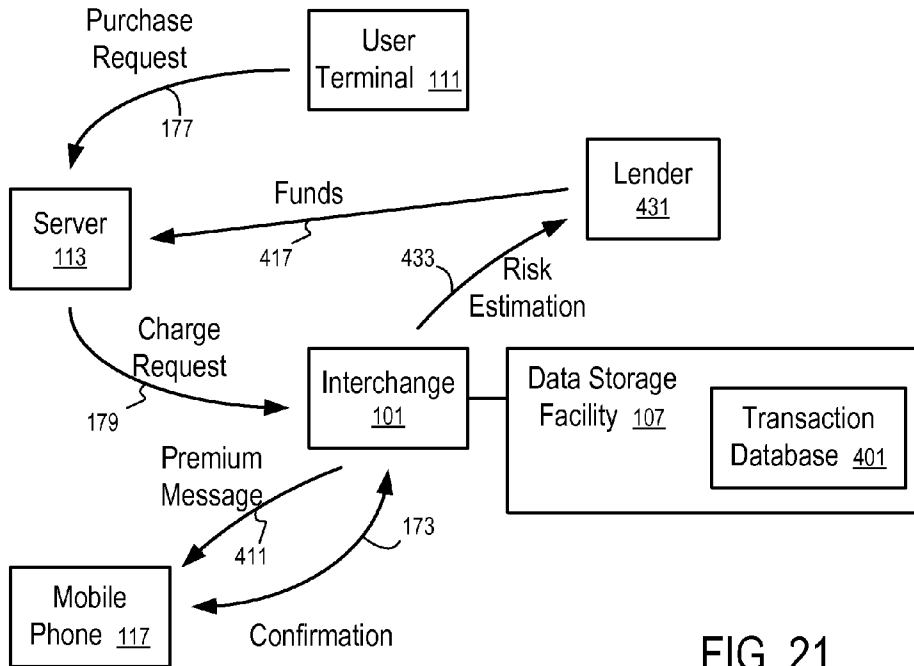 Purchase
Request
User
Terminal 111
177
Lender
431
Funds
Server
113
417
433
Risk
Estimation
Charge
Request
Interchange
101
Data Storage
Facility 107
Transaction
Database 401
179
Premium
Message
173
411
Mobile
Phone 117
Confirmation
FIG. 21